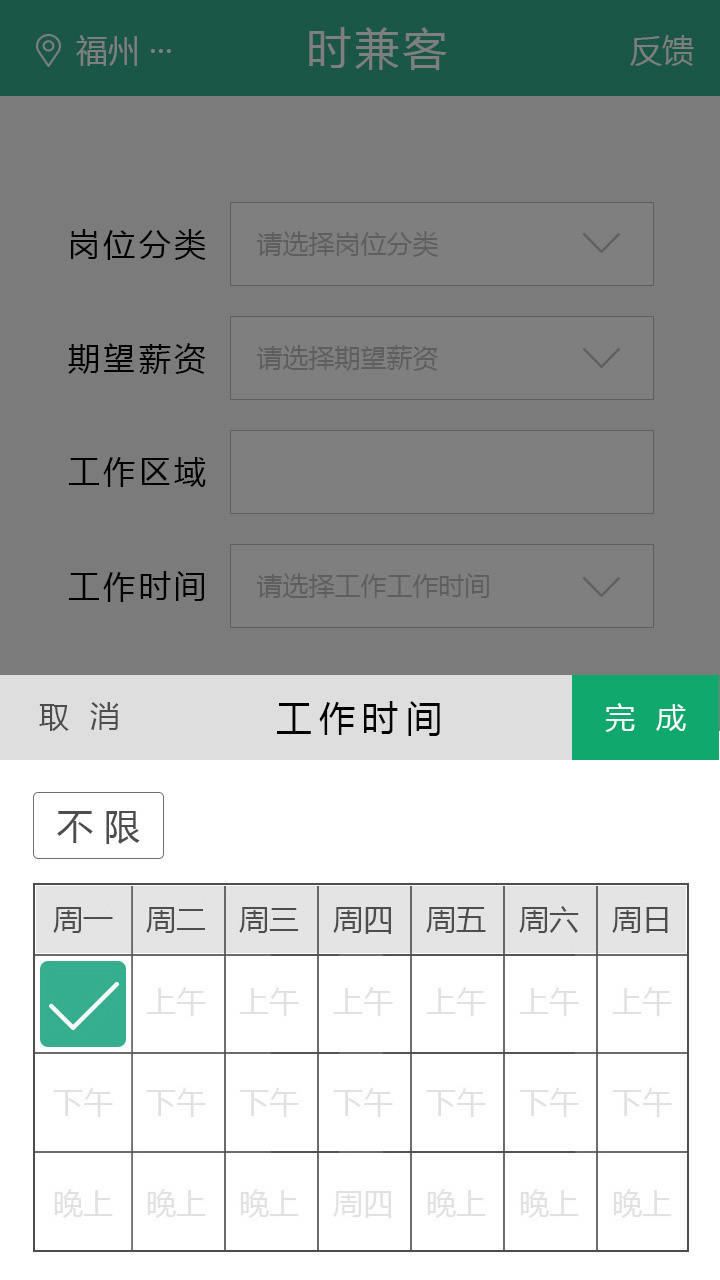 福州 ··· 时兼客 反馈
岗位分类 请选择岗位分类
期望薪资 请选择期望薪资
工作区域
工作时间 请选择工作工作时间
取 消 工作时间 完 成
不 限
周一 周二 周三 周四 周五 周六 周日
上午 上午 上午 上午 上午 上午
下午 下午 下午 下午 下午 下午 下午
晚上 晚上 晚上 周四 晚上 晚上 晚上